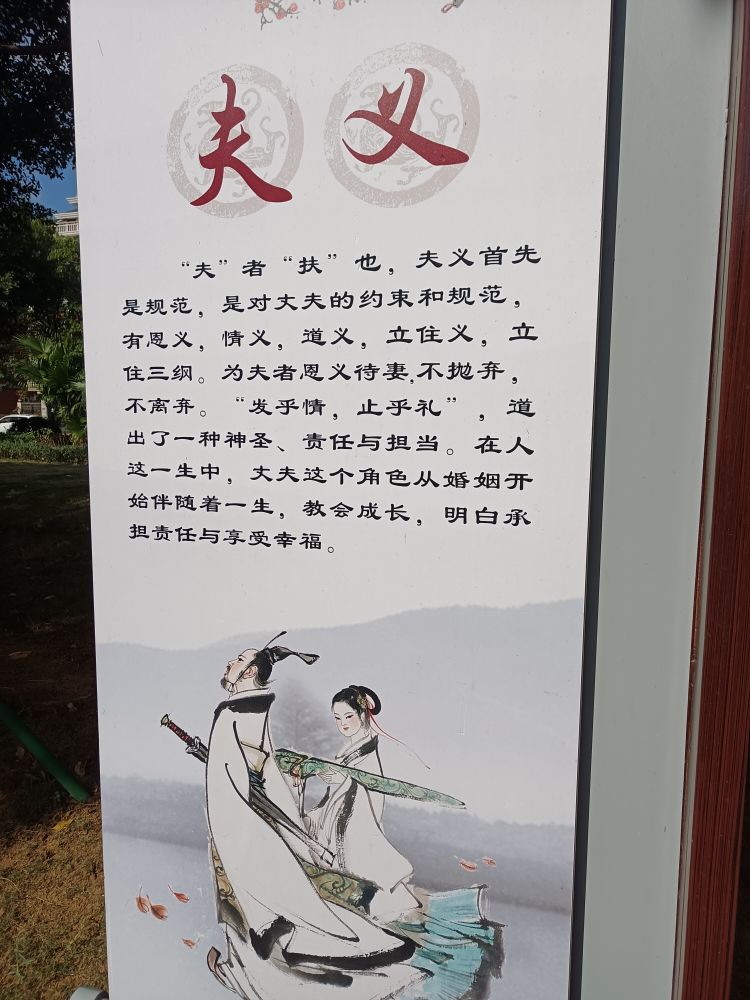 夫义
“夫”者“扶”也，夫义首先
是规范，是对丈夫的约束和规范，
有恩义，情义，道义，立住义，立
住三纲。为夫者恩义待妻,不抛弃，
不离弃。“发乎情，止乎礼”，道
出了一种神圣、责任与担当。在人
这一生中，丈夫这个角色从婚姻开
始伴随着一生，教会成长，明白承
担责任与享受幸福。